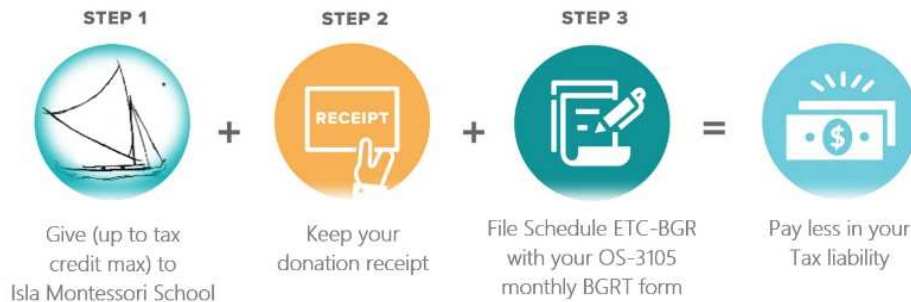 STEP 1
STEP 2
STEP 3
RECEIPT
+
+
=
$
Give (up to tax
credit max) to
Isla Montessori School
Keep your
donation receipt
File Schedule ETC-BGR
with your OS-3105
monthly BGRT form
Pay less in your
Tax liability